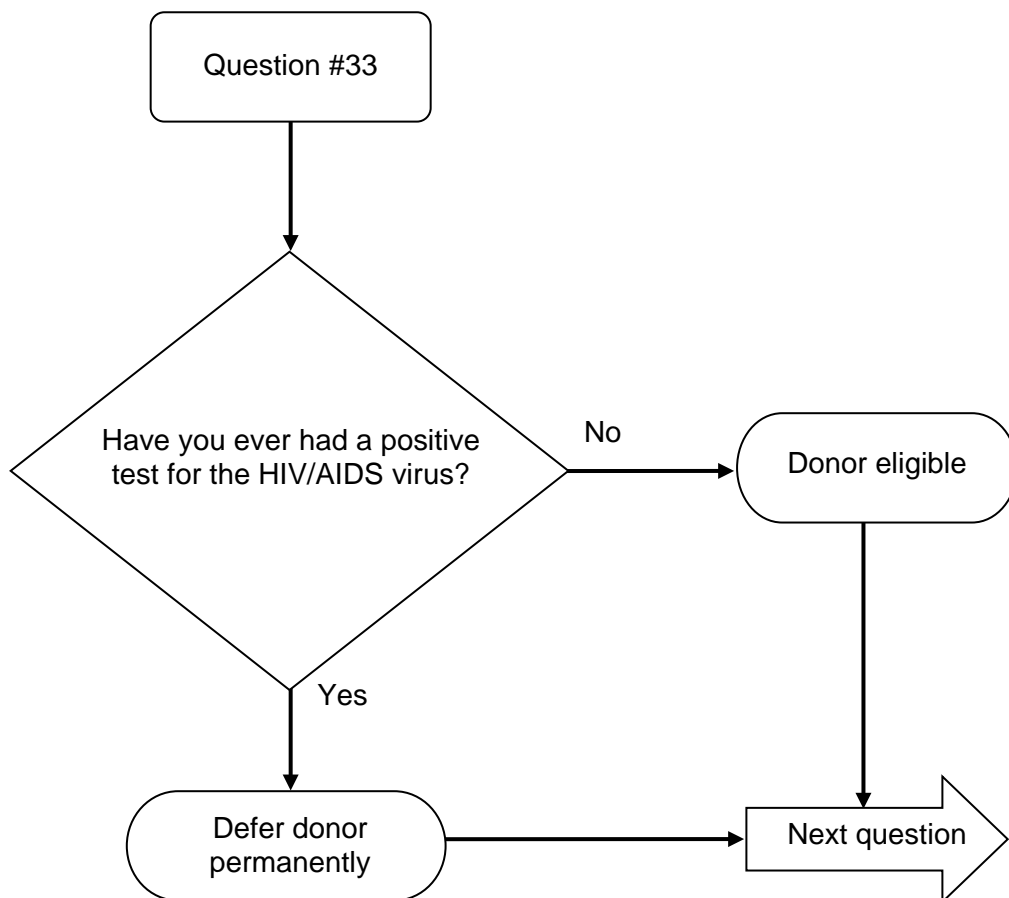 Question #33
Have you ever had a positive
test for the HIV/AIDS virus?
No
Donor eligible
Yes
Defer donor
permanently
Next question